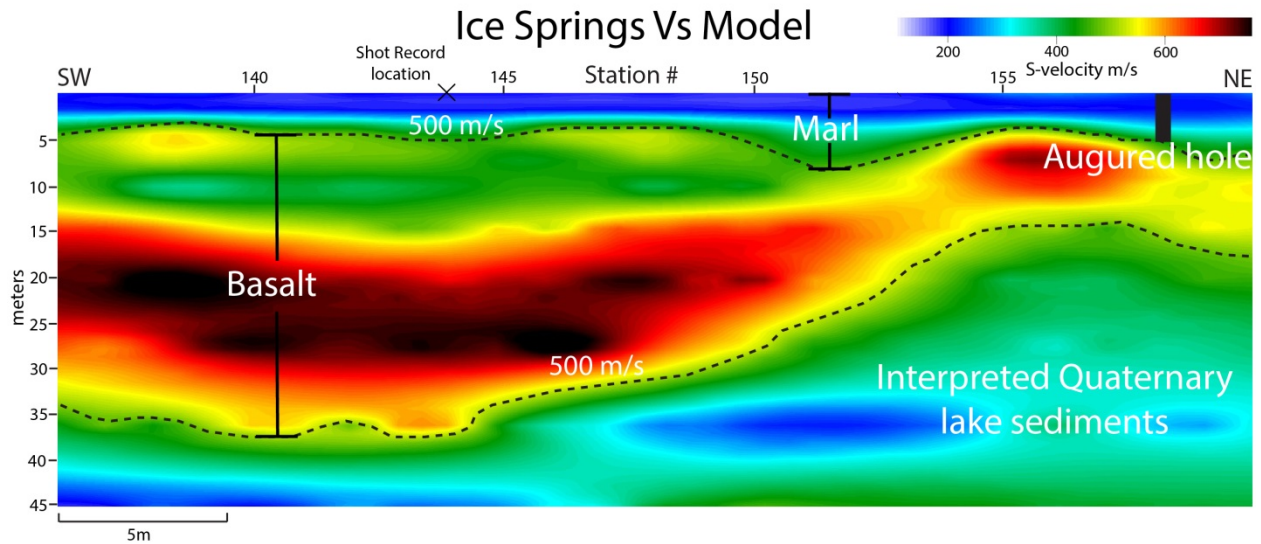 Ice Springs Vs Model
200 400 600
S-velocity m/s
SW
Shot Record
location
Station #
NE
140 145 150 155
meters
5
10
15
20
25
30
35
40
45
500 m/s
Marl
Augured hole
Basalt
500 m/s
Interpreted Quaternary
lake sediments
5m